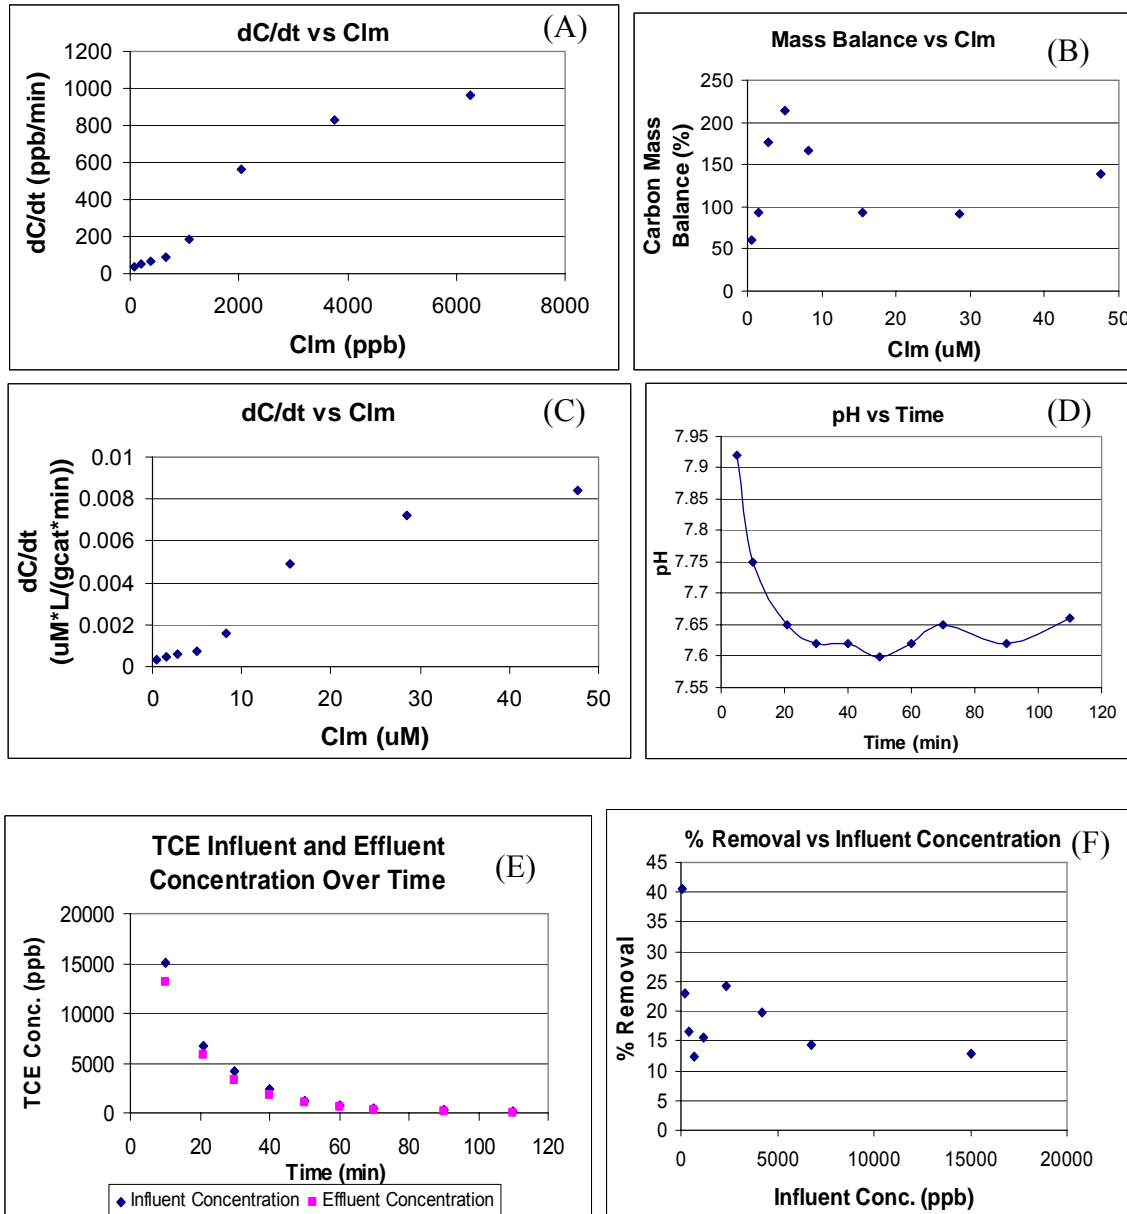 dC/dt vs Clm
(A)
dC/dt (ppb/min)
1200
1000
800
600
400
200
0
0 2000 4000 6000 8000
Clm (ppb)
Mass Balance vs Clm
(B)
Carbon Mass
Balance (%)
250
200
150
100
50
0
0 10 20 30 40 50
Clm (uM)
dC/dt vs Clm
(C)
dC/dt
(uM*L/(gcat*min))
0.01
0.008
0.006
0.004
0.002
0
0 10 20 30 40 50
Clm (uM)
pH vs Time
(D)
pH
7.95
7.9
7.85
7.8
7.75
7.7
7.65
7.6
7.55
0 20 40 60 80 100 120
Time (min)
TCE Influent and Effluent
Concentration Over Time
(E)
TCE Conc. (ppb)
20000
15000
10000
5000
0
0 20 40 60 80 100 120
Time (min)
Influent Concentration Effluent Concentration
% Removal vs Influent Concentration
(F)
% Removal
45
40
35
30
25
20
15
10
5
0
0 5000 10000 15000 20000
Influent Conc. (ppb)